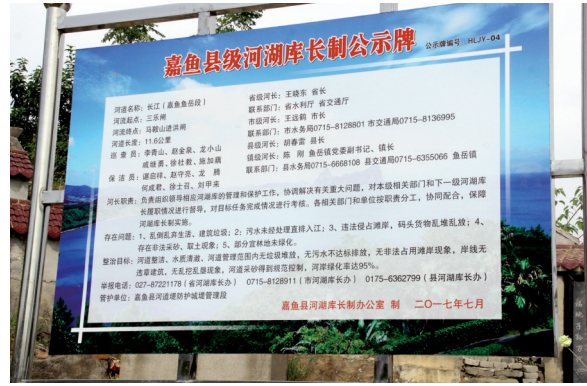 嘉鱼县级河湖库长制公示牌
公示牌编号:HLJY-04
河道名称:长江(嘉鱼鱼岳段)
河流起点:三乐闸
河流终点:马鞍山进洪闸
河道长度:11.6公里
巡查员:李青山、赵金泉、龙小山
成继勇、徐社教、施加藕
保洁员:谌启祥、赵守亮、龙 腾
何成君、徐士召、刘甲来
省级河长:王晓东 省长
联系部门:省水利厅 省交通厅
市级河长:王远鹤 市长
联系部门:市水务局0715-8128801 市交通局0715-8136995
县级河长:胡春雷 县长
镇级河长:陈 刚 鱼岳镇党委副书记、镇长
联系部门:县水务局0715-6668108 县交通局0715-6355066 鱼岳镇
河长职责:负责组织领导相应河湖库的管理和保护工作,协调解决有关重大问题,对本级相关部门和下一级河湖库
长履职情况进行督导,对目标任务完成情况进行考核。各相关部门和单位按职责分工,协同配合,保障
河湖库长制实施。
存在问题:1、乱倒乱弃生活、建筑垃圾;2、污水未经处理直排入江;3、违法侵占滩岸,码头货物乱堆乱放;4、
存在非法采砂、取土现象;5、部分宜林地未绿化。
整治目标:河道整洁、水质清澈、河道管理范围内无垃圾堆放,无污水不达标排放,无非法占用滩岸现象,岸线无
违章建筑,无乱挖乱垦现象,河道采砂得到规范控制,河岸绿化率达95%。
举报电话:027-87221178(省河湖库长办) 0715-8128911(市河湖库长办) 0175-6362799(县河湖库长办)
管护单位:嘉鱼县河道堤防护城堤管理段
嘉鱼县河湖库长制办公室 制 二〇一七年七月